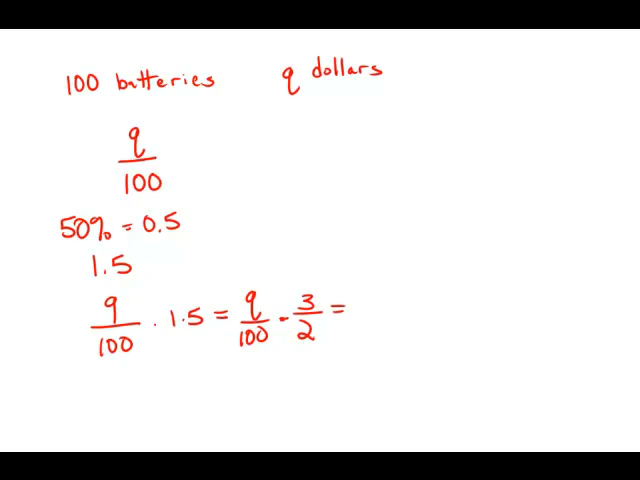 100 batteries q dollars
q/100
50% = 0.5
1.5
q/100 · 1.5 = q/100 · 3/2 =